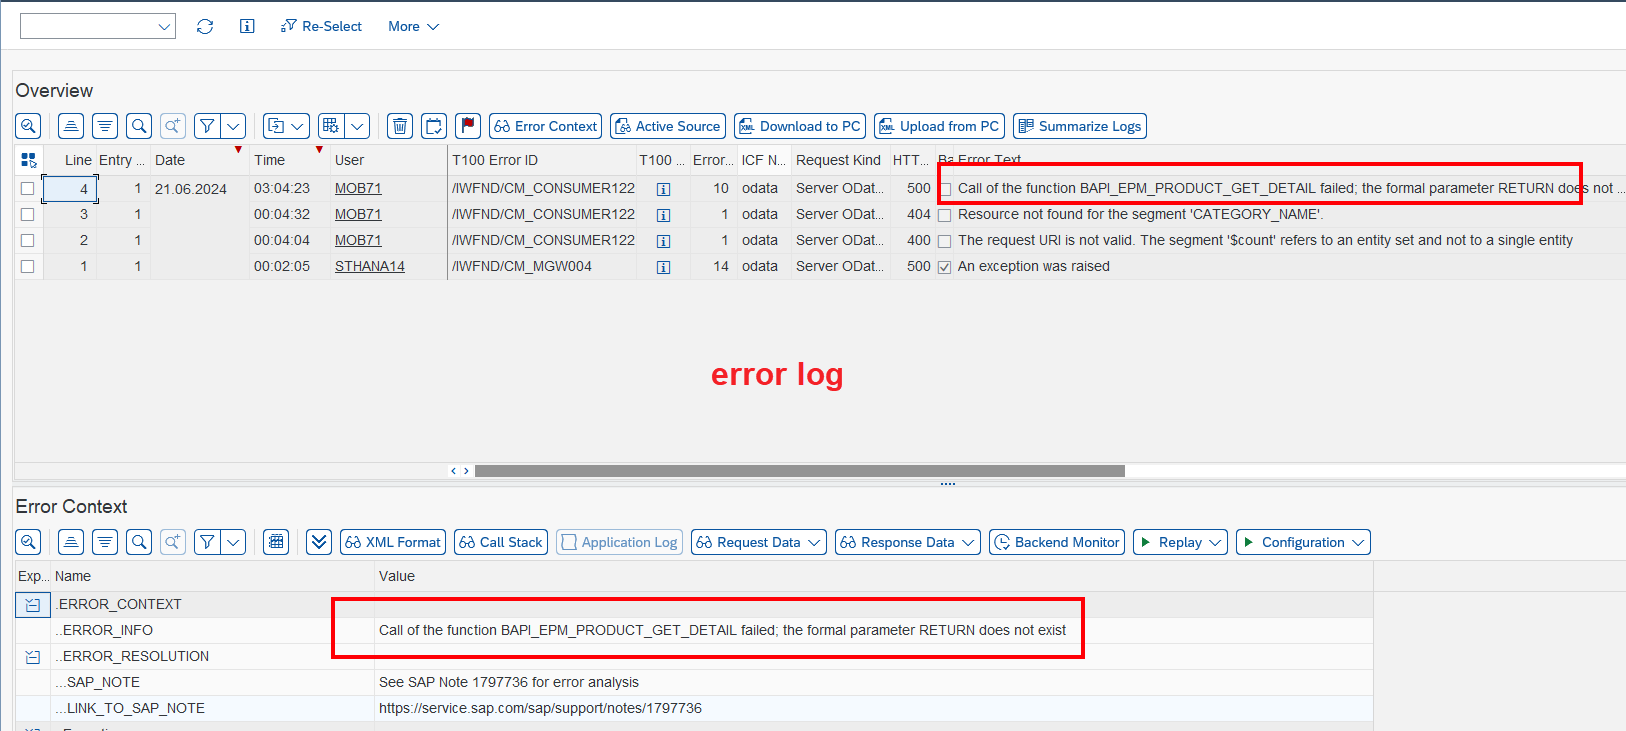 Re-Select More
Overview
Error Context Active Source Download to PC Upload from PC Summarize Logs
Line Entry ... Date Time User T100 Error ID T100 ... Error... ICF N... Request Kind HTT... Ba Error Text
4 1 21.06.2024 03:04:23 MOB71 /IWFND/CM_CONSUMER122 10 odata Server ODat... 500 Call of the function BAPI_EPM_PRODUCT_GET_DETAIL failed; the formal parameter RETURN does not ...
3 1 00:04:32 MOB71 /IWFND/CM_CONSUMER122 1 odata Server ODat... 404 Resource not found for the segment 'CATEGORY_NAME'.
2 1 00:04:04 MOB71 /IWFND/CM_CONSUMER122 1 odata Server ODat... 400 The request URI is not valid. The segment '$count' refers to an entity set and not to a single entity
1 1 00:02:05 STHANA14 /IWFND/CM_MGW004 14 odata Server ODat... 500 An exception was raised
error log
Error Context
XML Format Call Stack Application Log Request Data Response Data Backend Monitor Replay Configuration
Exp... Name Value
.ERROR_CONTEXT
..ERROR_INFO Call of the function BAPI_EPM_PRODUCT_GET_DETAIL failed; the formal parameter RETURN does not exist
..ERROR_RESOLUTION
...SAP_NOTE See SAP Note 1797736 for error analysis
...LINK_TO_SAP_NOTE https://service.sap.com/sap/support/notes/1797736